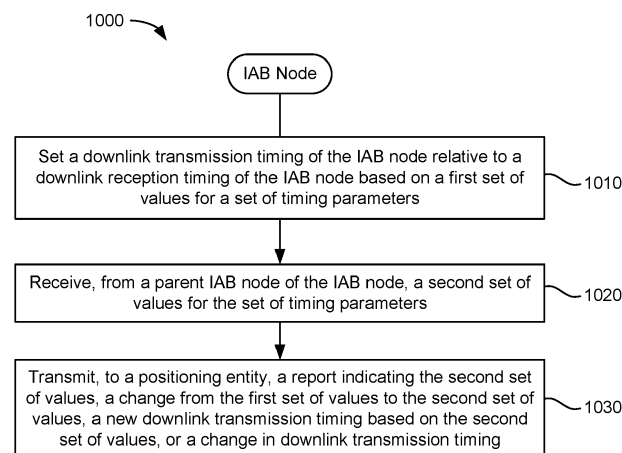 1000
IAB Node
Set a downlink transmission timing of the IAB node relative to a
downlink reception timing of the IAB node based on a first set of
values for a set of timing parameters
1010
Receive, from a parent IAB node of the IAB node, a second set of
values for the set of timing parameters
1020
Transmit, to a positioning entity, a report indicating the second set
of values, a change from the first set of values to the second set of
values, a new downlink transmission timing based on the second
set of values, or a change in downlink transmission timing
1030